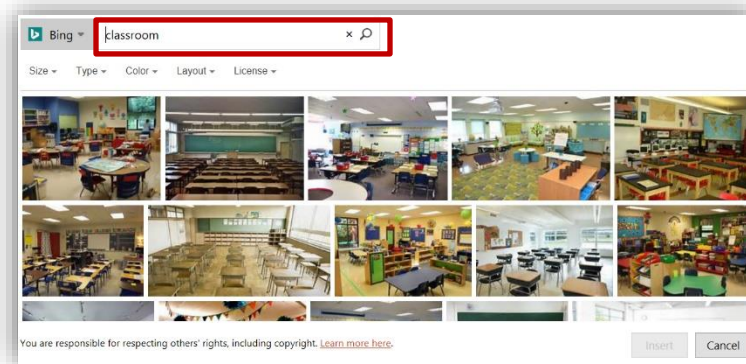 Bing classroom
Size Type Color Layout License
You are responsible for respecting others' rights, including copyright. Learn more here.
Insert Cancel